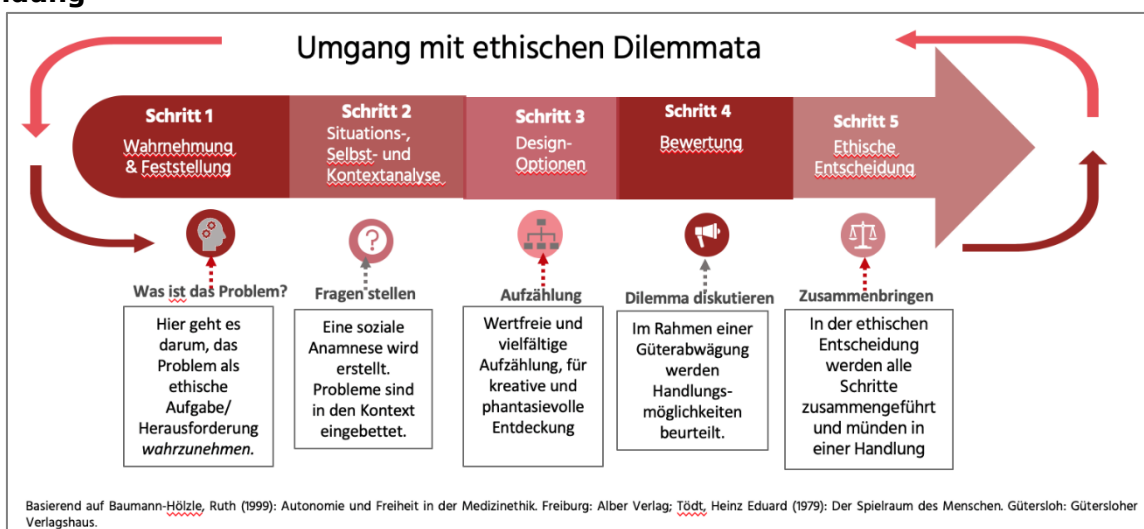 Umgang mit ethischen Dilemmata
Schritt 1
Wahrnehmung
& Feststellung
Schritt 2
Situations-,
Selbst- und
Kontextanalyse
Schritt 3
Design-
Optionen
Schritt 4
Bewertung
Schritt 5
Ethische
Entscheidung
Was ist das Problem?
Hier geht es
darum, das
Problem als
ethische
Aufgabe/
Herausforderung
wahrzunehmen.
Fragen stellen
Eine soziale
Anamnese wird
erstellt.
Probleme sind
in den Kontext
eingebettet.
Aufzählung
Wertfreie und
vielfältige
Aufzählung, für
kreative und
phantasievolle
Entdeckung
Dilemma diskutieren
Im Rahmen einer
Güterabwägung
werden
Handlungs-
möglichkeiten
beurteilt.
Zusammenbringen
In der ethischen
Entscheidung
werden alle
Schritte
zusammengeführt
und münden in
einer Handlung
Basierend auf Baumann-Hölzle, Ruth (1999): Autonomie und Freiheit in der Medizinethik. Freiburg: Alber Verlag; Tödt, Heinz Eduard (1979): Der Spielraum des Menschen. Gütersloh: Gütersloher
Verlagshaus.